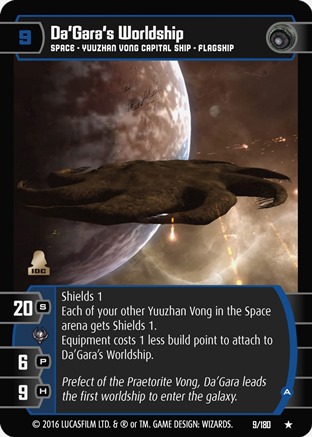 9
Da'Gara's Worldship
SPACE - YUUZHAN VONG CAPITAL SHIP - FLAGSHIP
IDC
20 S
6 P
9 H
Shields 1
Each of your other Yuuzhan Vong in the Space
arena gets Shields 1.
Equipment costs 1 less build point to attach to
Da'Gara's Worldship.
Prefect of the Praetorite Vong, Da'Gara leads
the first worldship to enter the galaxy.
A
© 2016 LUCASFILM LTD. & ® or TM. GAME DESIGN: WIZARDS.
9/180